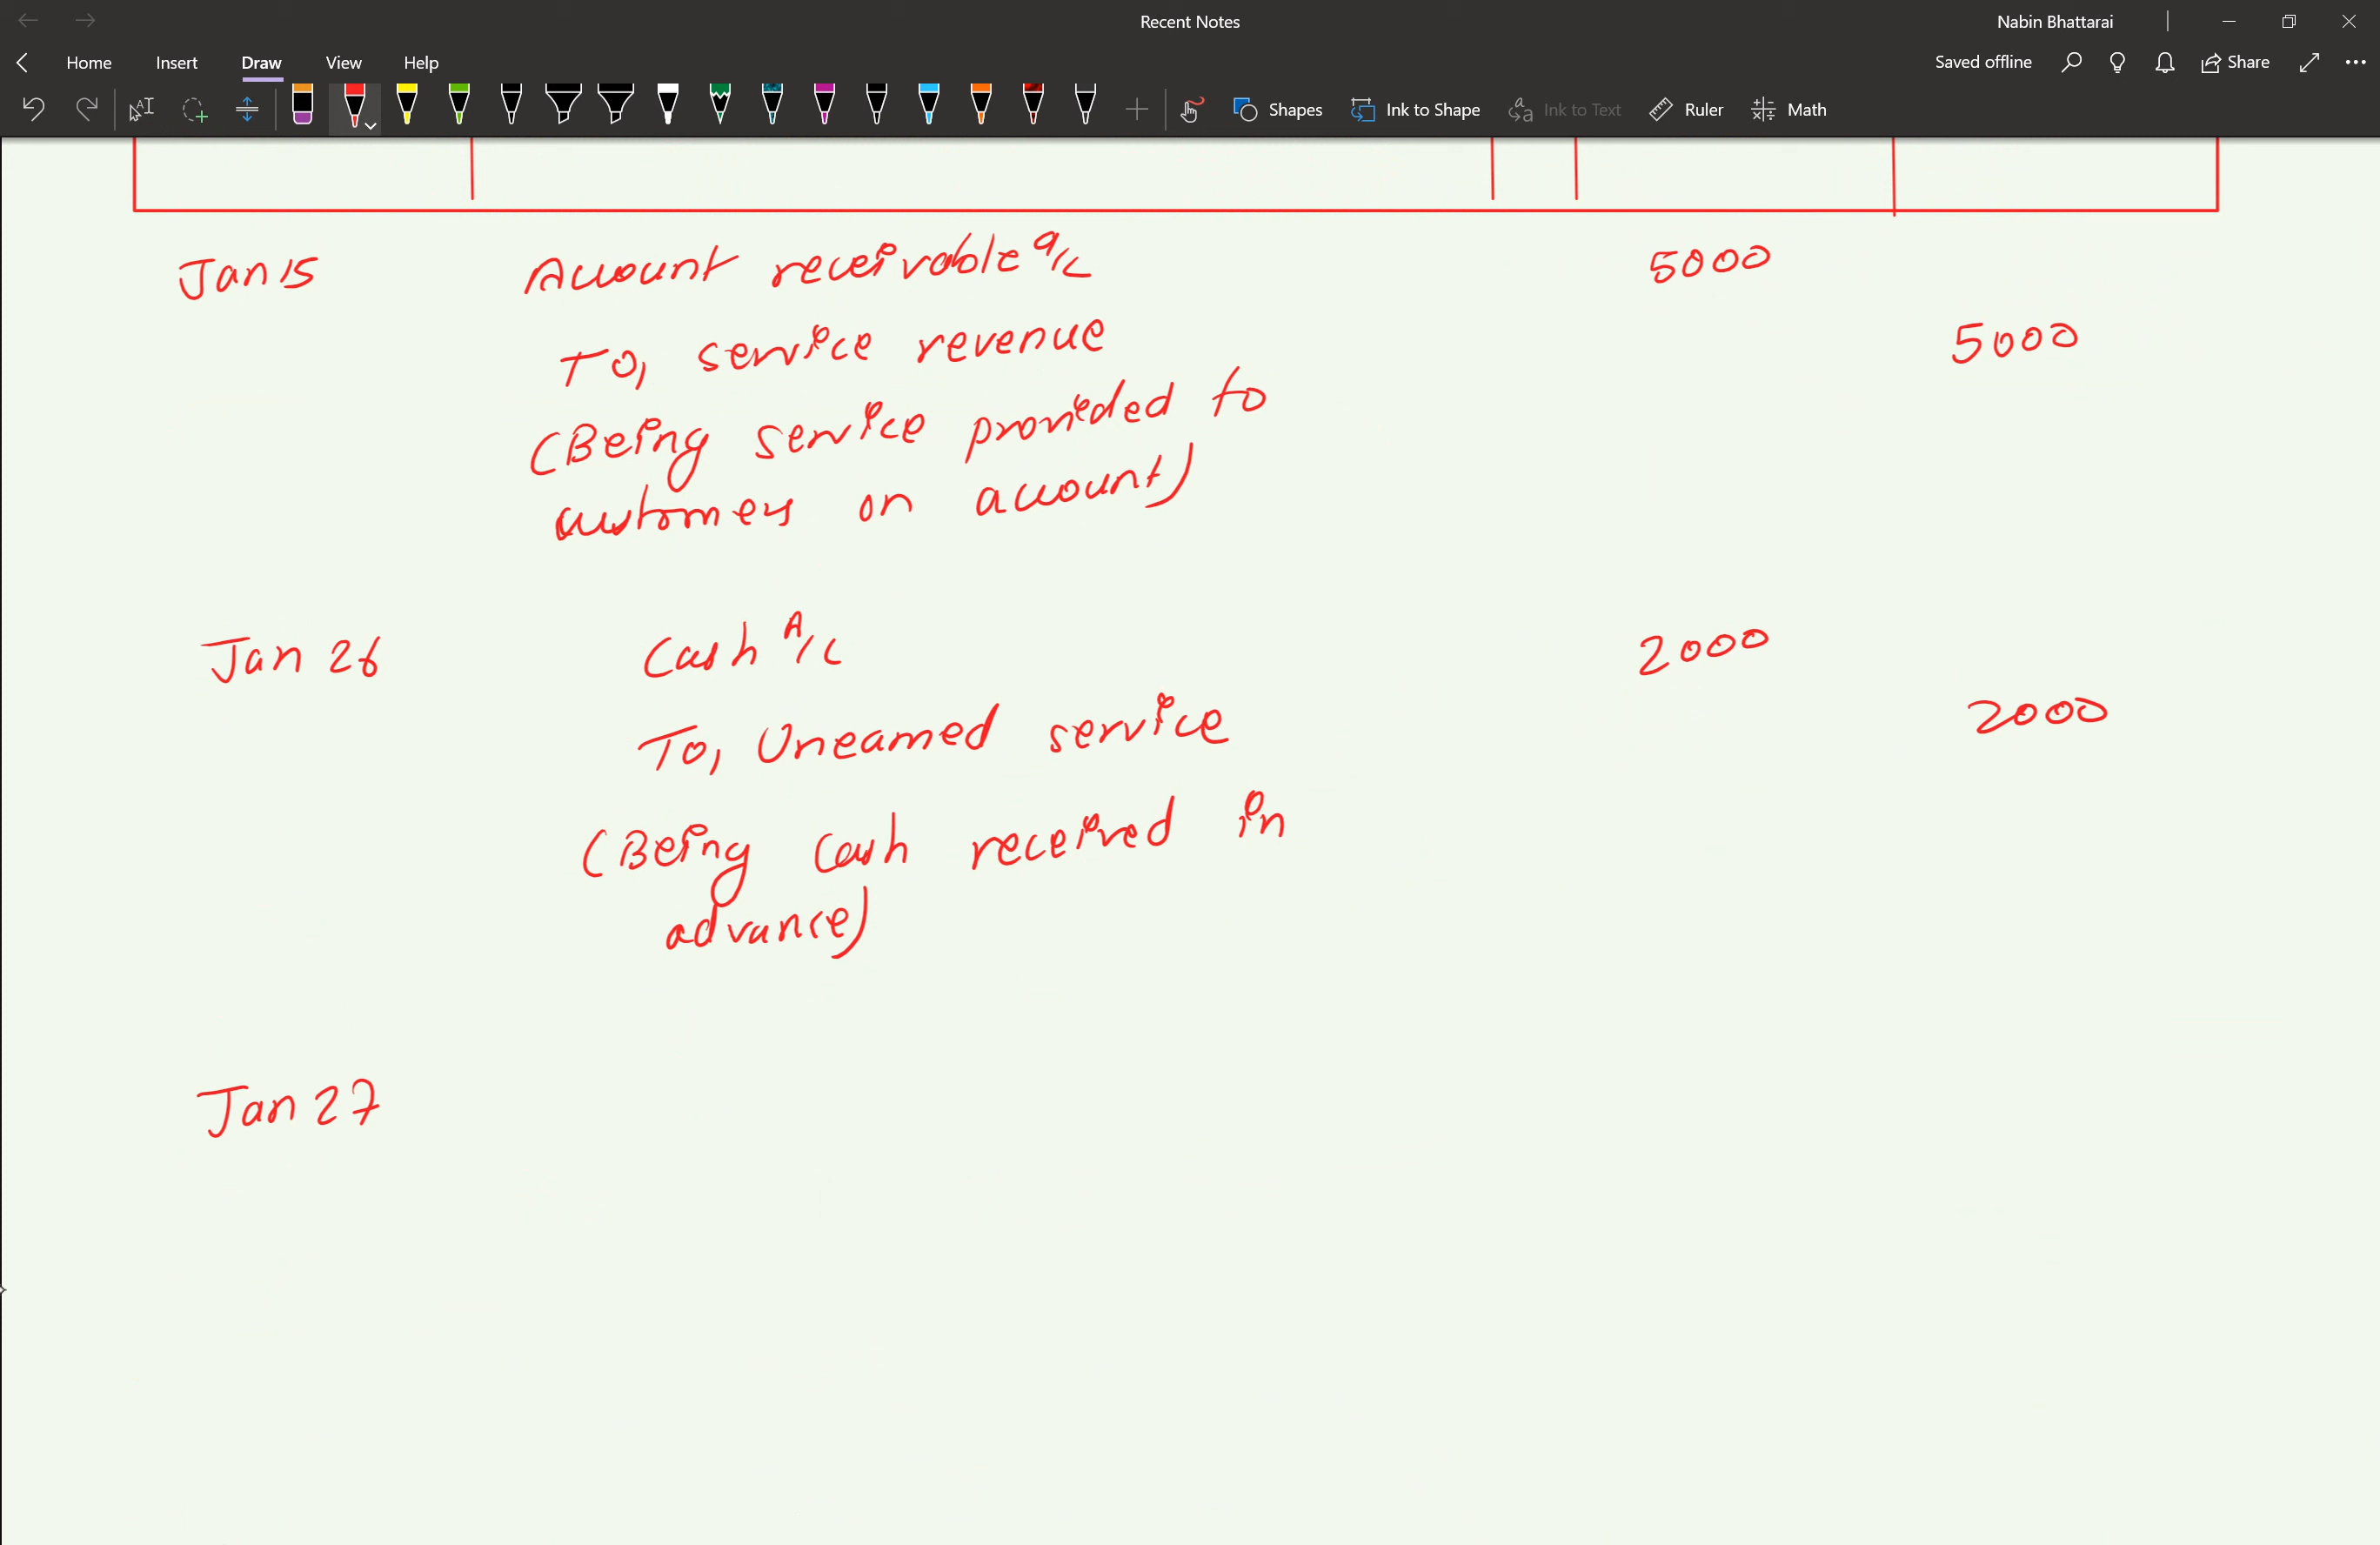 Recent Notes
Nabin Bhattarai
Home Insert Draw View Help
Saved offline
Share
Shapes
Ink to Shape
Ink to Text
Ruler
Math
Jan 15 Account receivable a/c 5000
To, service revenue 5000
(Being service provided to
customers on account)
Jan 26 Cash A/c 2000
To, Unearned service 2000
(Being cash received in
advance)
Jan 27